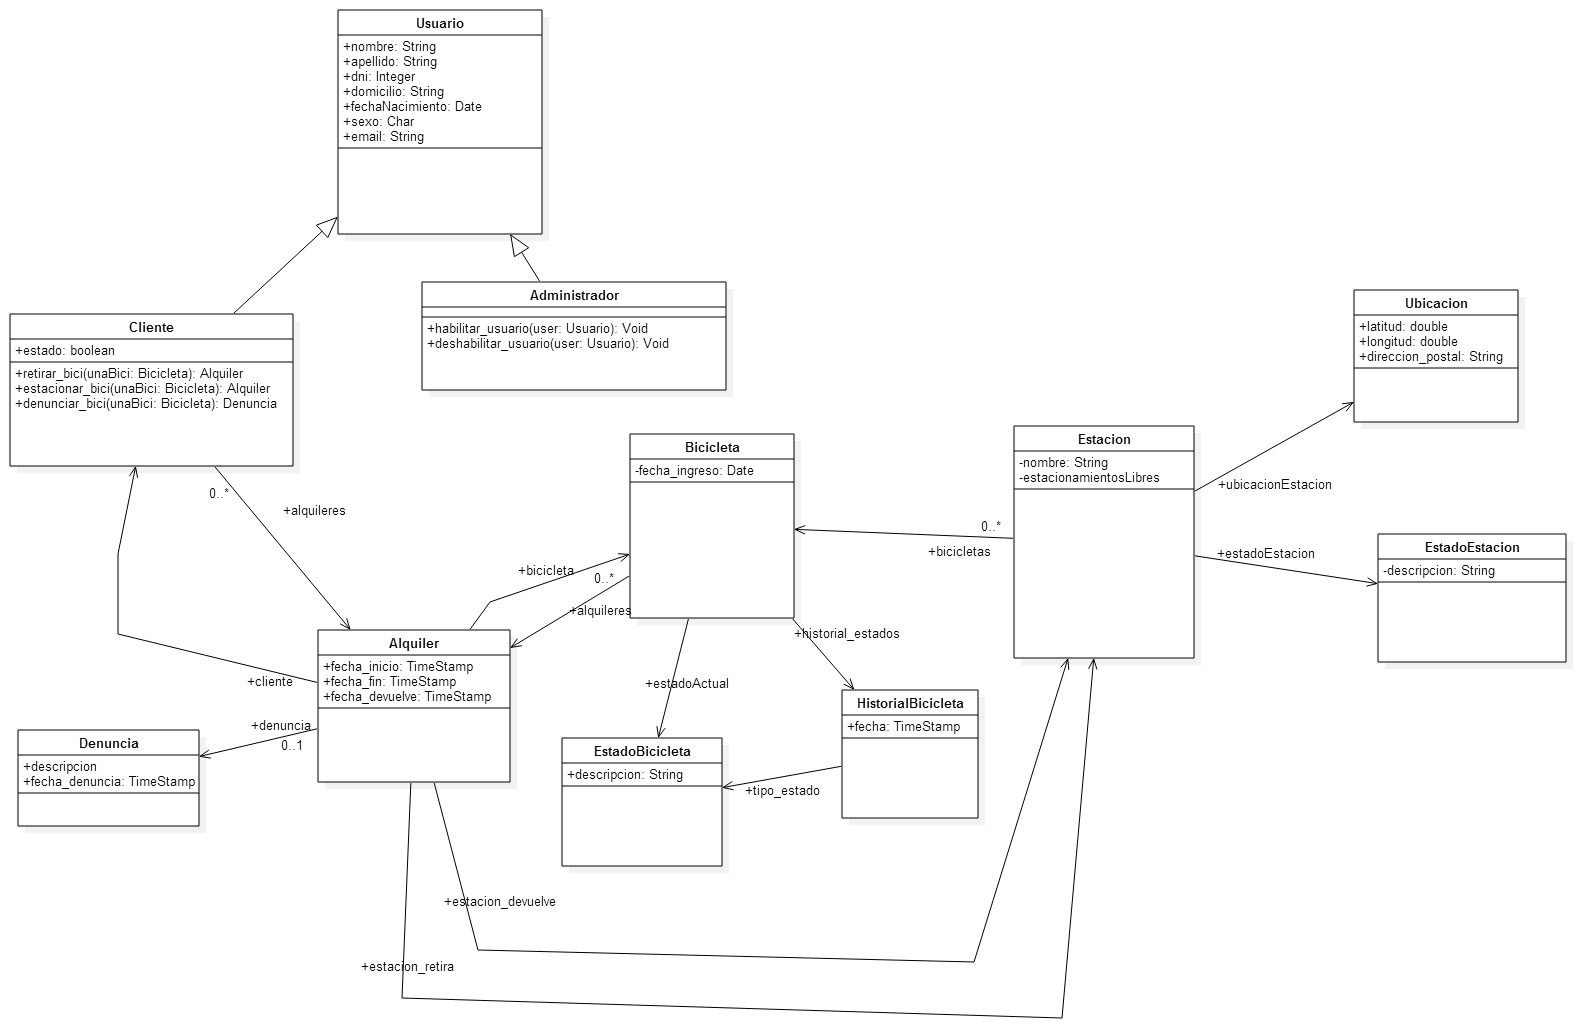 Usuario
+nombre: String
+apellido: String
+dni: Integer
+domicilio: String
+fechaNacimiento: Date
+sexo: Char
+email: String
Administrador
+habilitar_usuario(user: Usuario): Void
+deshabilitar_usuario(user: Usuario): Void
Cliente
+estado: boolean
+retirar_bici(unaBici: Bicicleta): Alquiler
+estacionar_bici(unaBici: Bicicleta): Alquiler
+denunciar_bici(unaBici: Bicicleta): Denuncia
Ubicacion
+latitud: double
+longitud: double
+direccion_postal: String
Bicicleta
-fecha_ingreso: Date
Estacion
-nombre: String
-estacionamientosLibres
+ubicacionEstacion
0..*
+alquileres
0..*
+bicicletas
+estadoEstacion
EstadoEstacion
-descripcion: String
+bicicleta
0..*
+alquileres
Alquiler
+fecha_inicio: TimeStamp
+fecha_fin: TimeStamp
+fecha_devuelve: TimeStamp
+historial_estados
+cliente
+estadoActual
HistorialBicicleta
+fecha: TimeStamp
+denuncia
0..1
Denuncia
+descripcion
+fecha_denuncia: TimeStamp
EstadoBicicleta
+descripcion: String
+tipo_estado
+estacion_devuelve
+estacion_retira